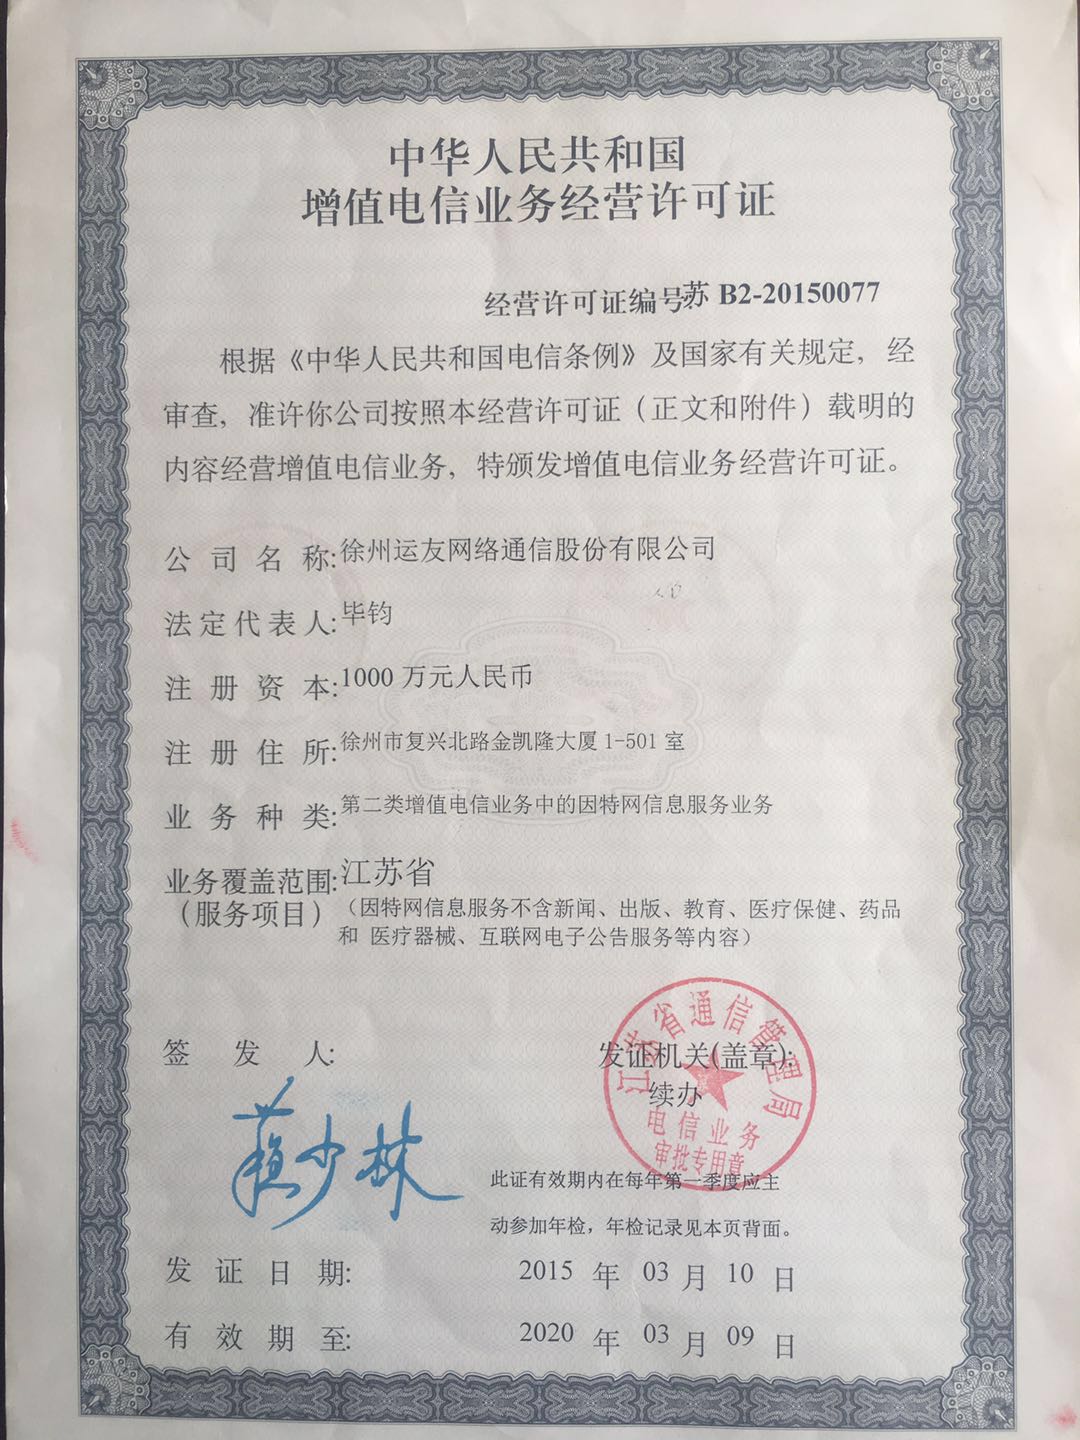 中华人民共和国
增值电信业务经营许可证
经营许可证编号:苏 B2-20150077
根据《中华人民共和国电信条例》及国家有关规定，经
审查，准许你公司按照本经营许可证（正文和附件）载明的
内容经营增值电信业务，特颁发增值电信业务经营许可证。
公司名称:徐州运友网络通信股份有限公司
法定代表人:毕钧
注册资本:1000 万元人民币
注册住所:徐州市复兴北路金凯隆大厦1-501室
业务种类:第二类增值电信业务中的因特网信息服务业务
业务覆盖范围:江苏省
（服务项目）（因特网信息服务不含新闻、出版、教育、医疗保健、药品
和 医疗器械、互联网电子公告服务等内容）
签发人:
发证机关(盖章):
续办
江苏省通信管理局
电信业务
审批专用章
此证有效期内在每年第一季度应主
动参加年检，年检记录见本页背面。
发证日期: 2015 年 03 月 10 日
有效期至: 2020 年 03 月 09 日